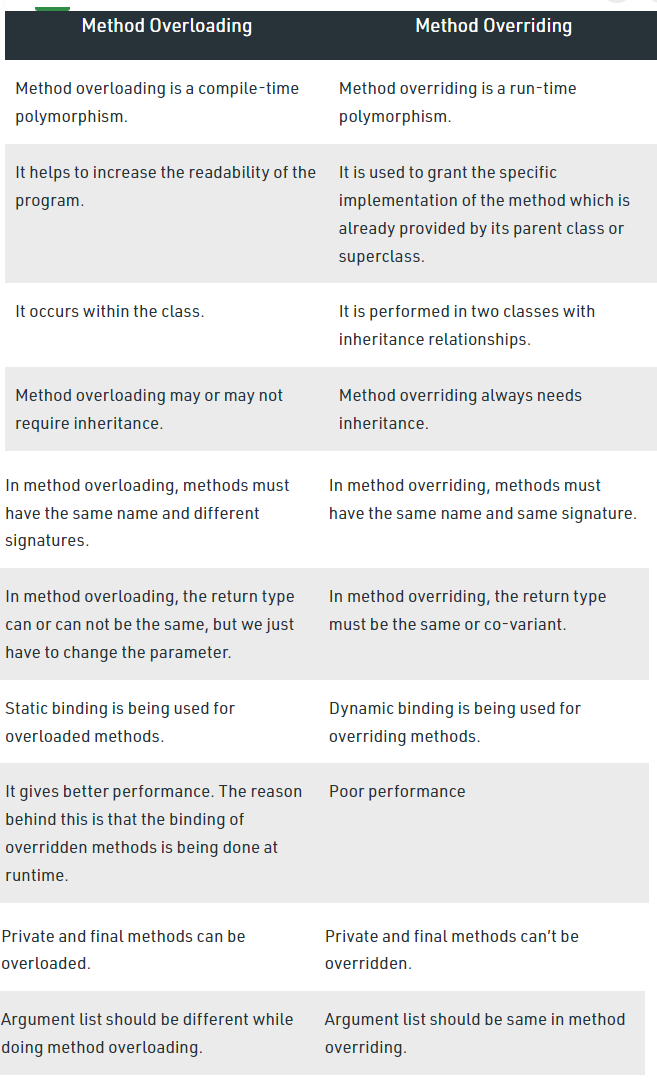 Method Overloading
Method Overriding
Method overloading is a compile-time
polymorphism.
Method overriding is a run-time
polymorphism.
It helps to increase the readability of the
program.
It is used to grant the specific
implementation of the method which is
already provided by its parent class or
superclass.
It occurs within the class.
It is performed in two classes with
inheritance relationships.
Method overloading may or may not
require inheritance.
Method overriding always needs
inheritance.
In method overloading, methods must
have the same name and different
signatures.
In method overriding, methods must
have the same name and same signature.
In method overloading, the return type
can or can not be the same, but we just
have to change the parameter.
In method overriding, the return type
must be the same or co-variant.
Static binding is being used for
overloaded methods.
Dynamic binding is being used for
overriding methods.
It gives better performance. The reason
behind this is that the binding of
overridden methods is being done at
runtime.
Poor performance
Private and final methods can be
overloaded.
Private and final methods can't be
overridden.
Argument list should be different while
doing method overloading.
Argument list should be same in method
overriding.